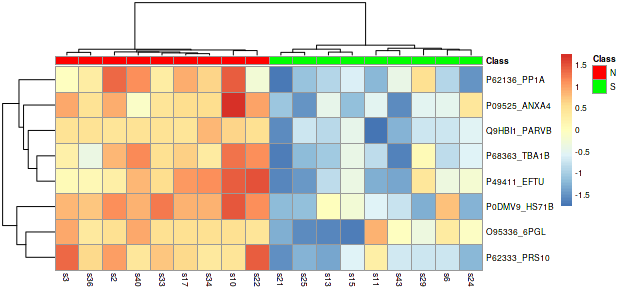 Class
P62136_PP1A
P09525_ANXA4
Q9HBI1_PARVB
P68363_TBA1B
P49411_EFTU
P0DMV9_HS71B
O95336_6PGL
P62333_PRS10
s3 s36 s2 s40 s33 s17 s34 s10 s22 s21 s25 s13 s15 s11 s43 s29 s6 s24
1.5
1
0.5
0
-0.5
-1
-1.5
Class
N
S